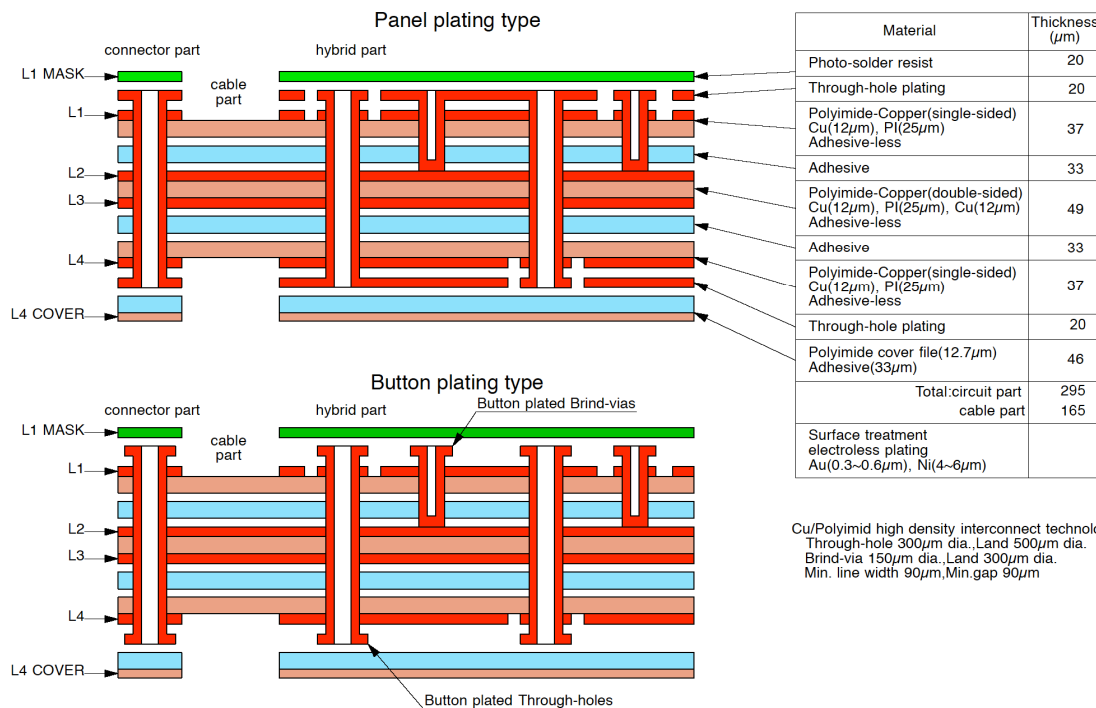 Panel plating type
connector part
hybrid part
L1 MASK
cable
part
L1
L2
L3
L4
L4 COVER
Button plating type
connector part
hybrid part
Button plated Brind-vias
L1 MASK
cable
part
L1
L2
L3
L4
L4 COVER
Button plated Through-holes
Material
Thickness
(µm)
Photo-solder resist
20
Through-hole plating
20
Polyimide-Copper(single-sided)
Cu(12µm), PI(25µm)
Adhesive-less
37
Adhesive
33
Polyimide-Copper(double-sided)
Cu(12µm), PI(25µm), Cu(12µm)
Adhesive-less
49
Adhesive
33
Polyimide-Copper(single-sided)
Cu(12µm), PI(25µm)
Adhesive-less
37
Through-hole plating
20
Polyimide cover file(12.7µm)
Adhesive(33µm)
46
Total:circuit part
295
cable part
165
Surface treatment
electroless plating
Au(0.3~0.6µm), Ni(4~6µm)
Cu/Polyimid high density interconnect technolo
Through-hole 300µm dia.,Land 500µm dia.
Brind-via 150µm dia.,Land 300µm dia.
Min. line width 90µm,Min.gap 90µm